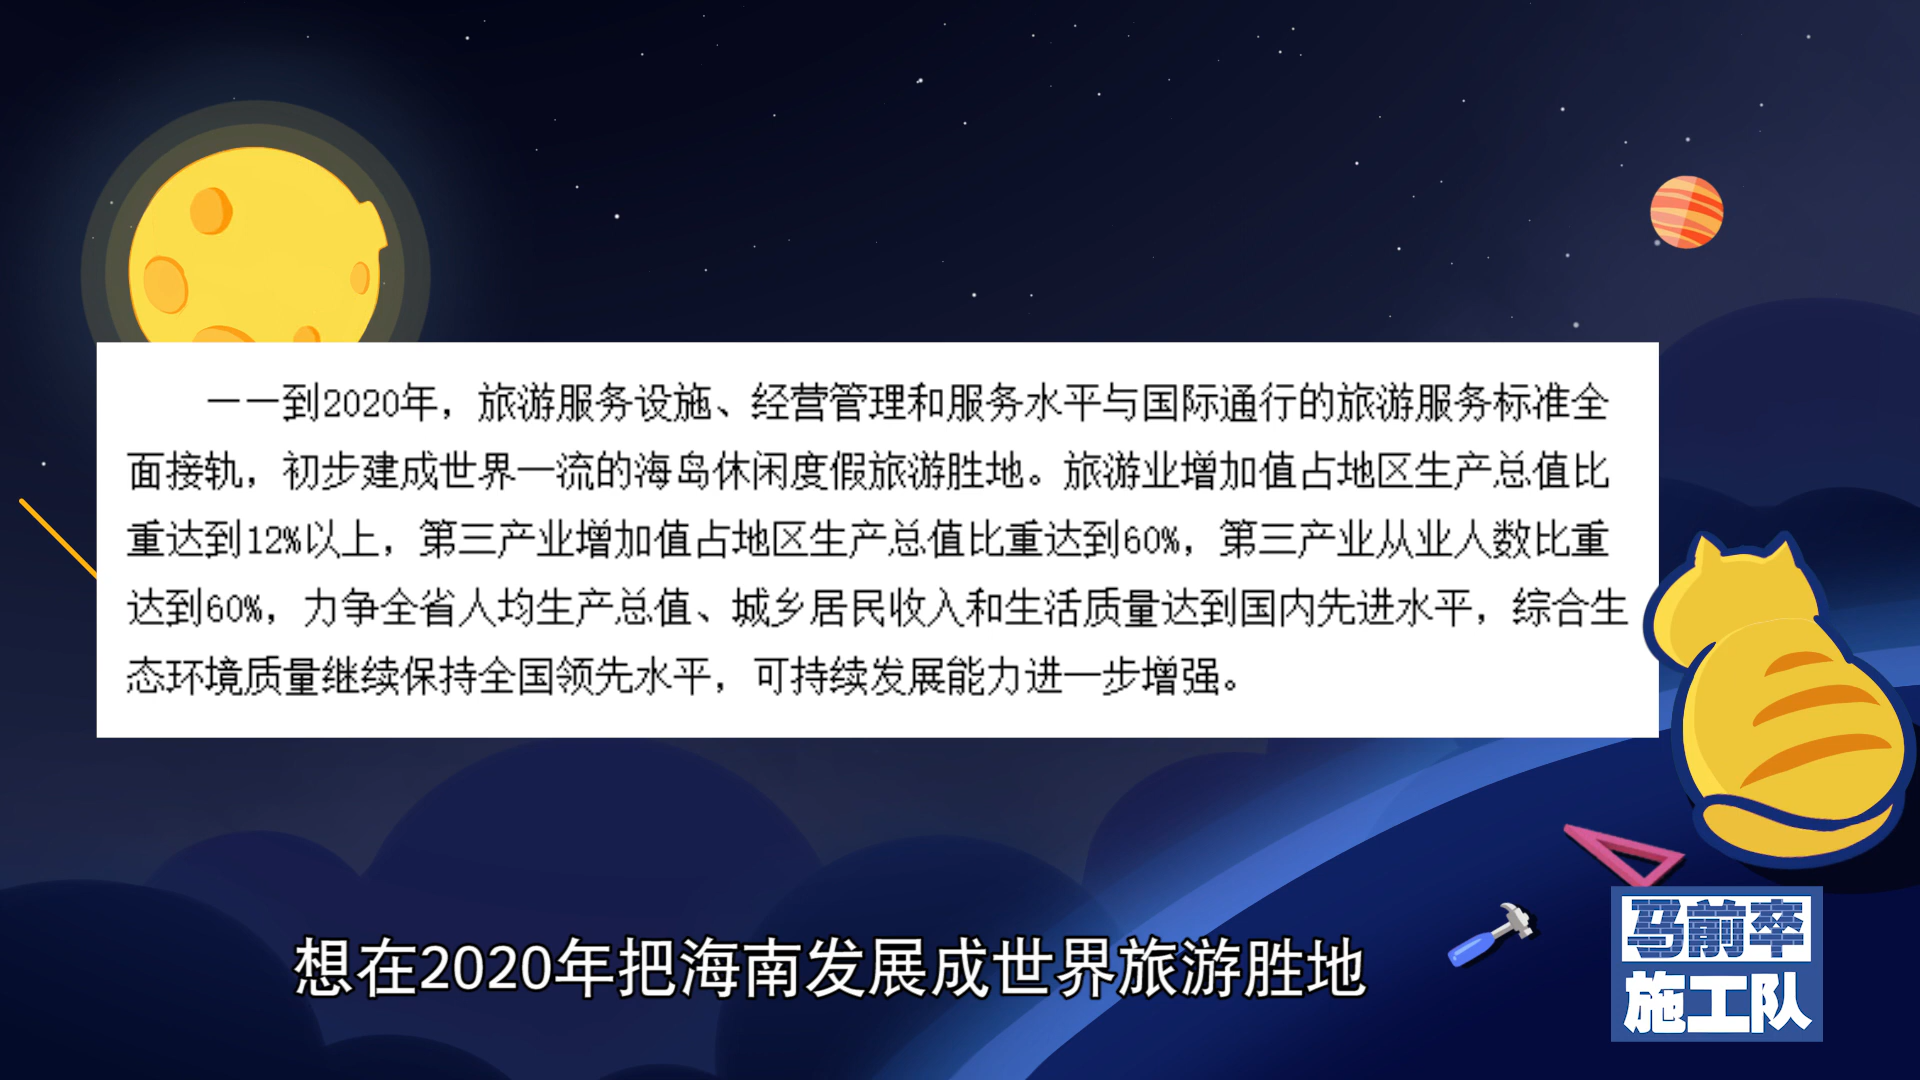 ——到2020年，旅游服务设施、经营管理和服务水平与国际通行的旅游服务标准全
面接轨，初步建成世界一流的海岛休闲度假旅游胜地。旅游业增加值占地区生产总值比
重达到12%以上，第三产业增加值占地区生产总值比重达到60%，第三产业从业人数比重
达到60%，力争全省人均生产总值、城乡居民收入和生活质量达到国内先进水平，综合生
态环境质量继续保持全国领先水平，可持续发展能力进一步增强。
想在2020年把海南发展成世界旅游胜地
马前卒
施工队